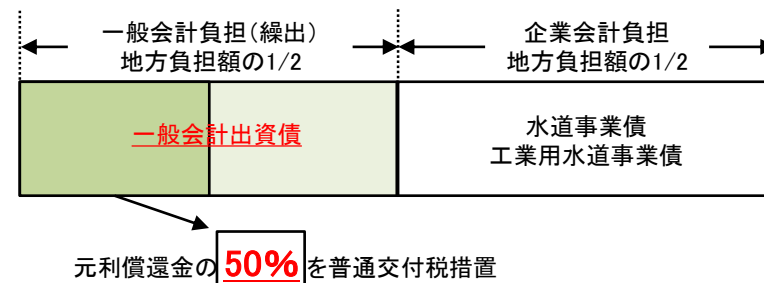 一般会計負担（繰出）
地方負担額の1/2
企業会計負担
地方負担額の1/2
一般会計出資債
水道事業債
工業用水道事業債
元利償還金の50%を普通交付税措置